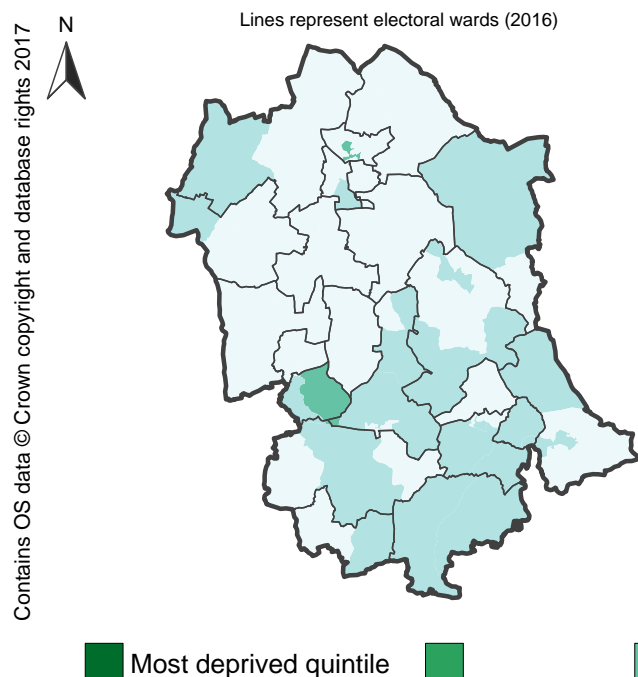 Lines represent electoral wards (2016)
N
Contains OS data © Crown copyright and database rights 2017
Most deprived quintile